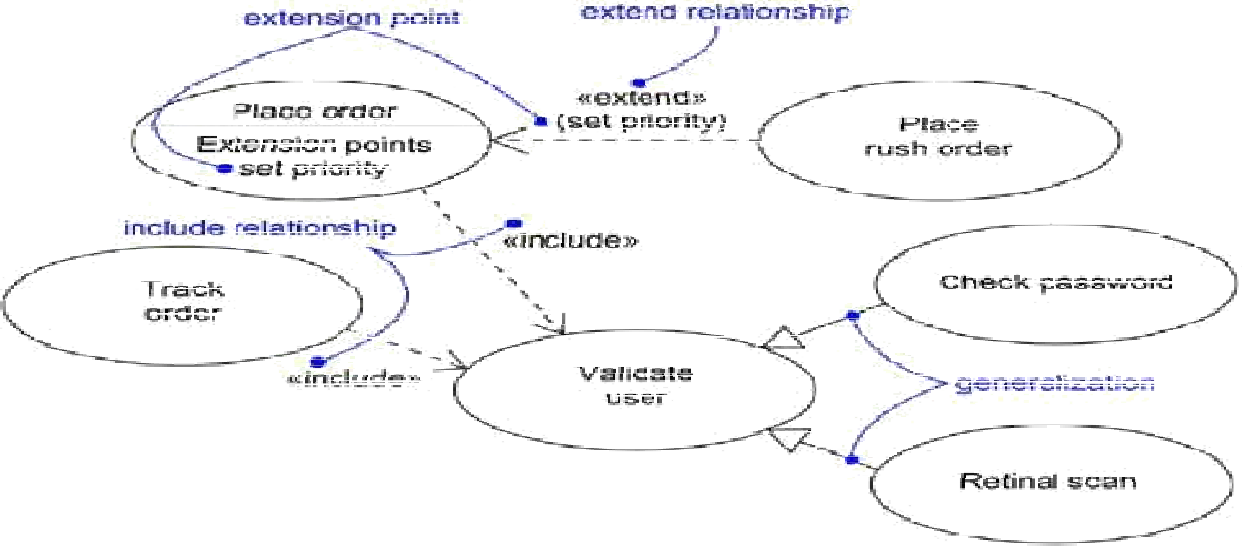 extension point
extend relationship
«extend»
(set priority)
Place order
Extension points
set priority
Place
rush order
include relationship
«include»
Track
order
«include»
Check password
Validate
user
generalization
Retinal scan